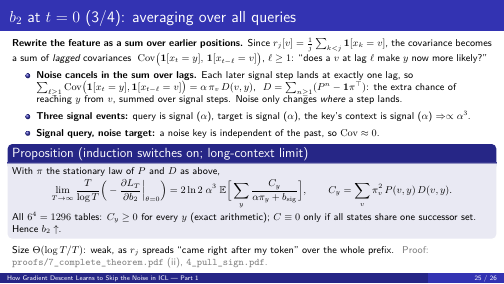 b₂ at t = 0 (3/4): averaging over all queries
Rewrite the feature as a sum over earlier positions. Since r_j[v] = 1/j ∑_{k<j} 1[x_k = v], the covariance becomes
a sum of lagged covariances Cov(1[x_t = y], 1[x_{t−ℓ} = v]), ℓ ≥ 1: “does a v at lag ℓ make y now more likely?”
Noise cancels in the sum over lags. Each later signal step lands at exactly one lag, so
∑_{ℓ≥1} Cov(1[x_t = y], 1[x_{t−ℓ} = v]) = α π_v D(v, y), D = ∑_{n≥1}(Pⁿ − 1π^⊤): the extra chance of
reaching y from v, summed over signal steps. Noise only changes where a step lands.
Three signal events: query is signal (α), target is signal (α), the key’s context is signal (α) ⇒∝ α³.
Signal query, noise target: a noise key is independent of the past, so Cov ≈ 0.
Proposition (induction switches on; long-context limit)
With π the stationary law of P and D as above,
lim_{T→∞} T/log T (−∂L_T/∂b₂|_{θ=0}) = 2 ln 2 α³ 𝔼[∑_y C_y/(απ_y + b_sig)], C_y = ∑_v π_v² P(v, y) D(v, y).
All 6⁴ = 1296 tables: C_y ≥ 0 for every y (exact arithmetic); C ≡ 0 only if all states share one successor set.
Hence b₂ ↑.
Size Θ(log T/T): weak, as r_j spreads “came right after my token” over the whole prefix. Proof:
proofs/7_complete_theorem.pdf (ii), 4_pull_sign.pdf.
How Gradient Descent Learns to Skip the Noise in ICL — Part 1 25 / 26